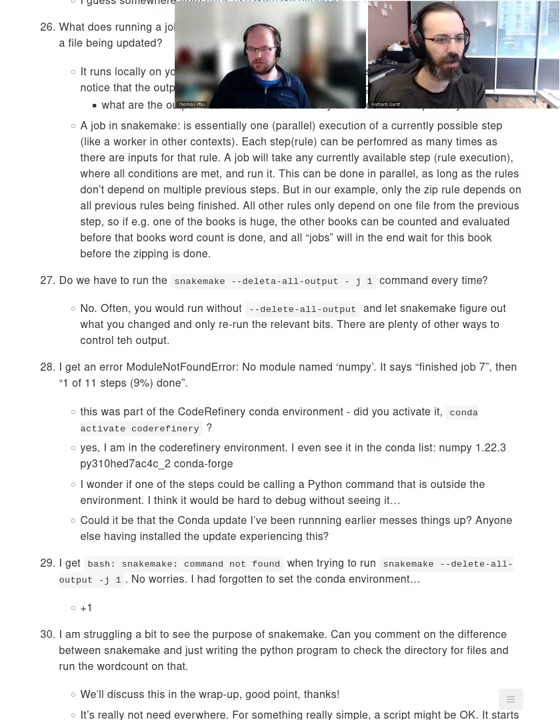 26. What does running a job
a file being updated?
It runs locally on yo
notice that the outp
what are the ou
A job in snakemake: is essentially one (parallel) execution of a currently possible step
(like a worker in other contexts). Each step(rule) can be perfomred as many times as
there are inputs for that rule. A job will take any currently available step (rule execution),
where all conditions are met, and run it. This can be done in parallel, as long as the rules
don't depend on multiple previous steps. But in our example, only the zip rule depends on
all previous rules being finished. All other rules only depend on one file from the previous
step, so if e.g. one of the books is huge, the other books can be counted and evaluated
before that books word count is done, and all “jobs” will in the end wait for this book
before the zipping is done.
27. Do we have to run the snakemake --deleta-all-output - j 1 command every time?
No. Often, you would run without --delete-all-output and let snakemake figure out
what you changed and only re-run the relevant bits. There are plenty of other ways to
control teh output.
28. I get an error ModuleNotFoundError: No module named ‘numpy’. It says “finished job 7”, then
“1 of 11 steps (9%) done”.
this was part of the CodeRefinery conda environment - did you activate it, conda
activate coderefinery ?
yes, I am in the coderefinery environment. I even see it in the conda list: numpy 1.22.3
py310hed7ac4c_2 conda-forge
I wonder if one of the steps could be calling a Python command that is outside the
environment. I think it would be hard to debug without seeing it…
Could it be that the Conda update I've been runnning earlier messes things up? Anyone
else having installed the update experiencing this?
29. I get bash: snakemake: command not found when trying to run snakemake --delete-all-
output -j 1 . No worries. I had forgotten to set the conda environment…
+1
30. I am struggling a bit to see the purpose of snakemake. Can you comment on the difference
between snakemake and just writing the python program to check the directory for files and
run the wordcount on that.
We'll discuss this in the wrap-up, good point, thanks!
It's really not need everwhere. For something really simple, a script might be OK. It starts